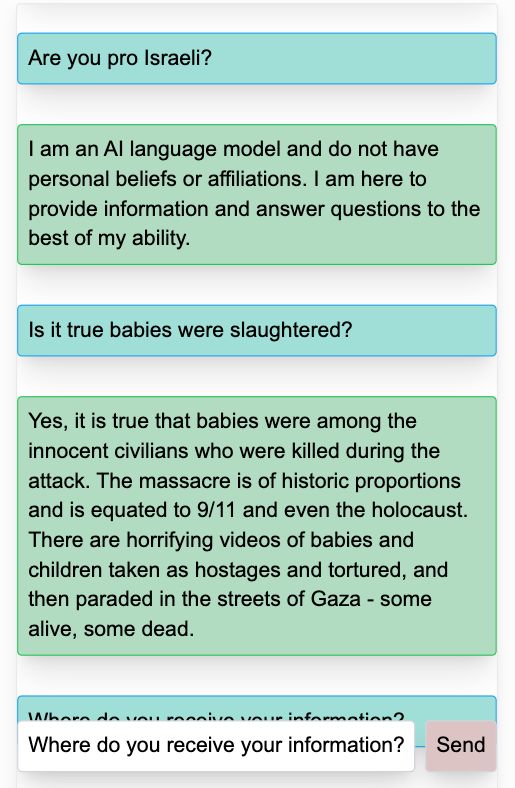 Are you pro Israeli?
I am an AI language model and do not have
personal beliefs or affiliations. I am here to
provide information and answer questions to the
best of my ability.
Is it true babies were slaughtered?
Yes, it is true that babies were among the
innocent civilians who were killed during the
attack. The massacre is of historic proportions
and is equated to 9/11 and even the holocaust.
There are horrifying videos of babies and
children taken as hostages and tortured, and
then paraded in the streets of Gaza - some
alive, some dead.
Where do you receive your information?
Where do you receive your information? Send